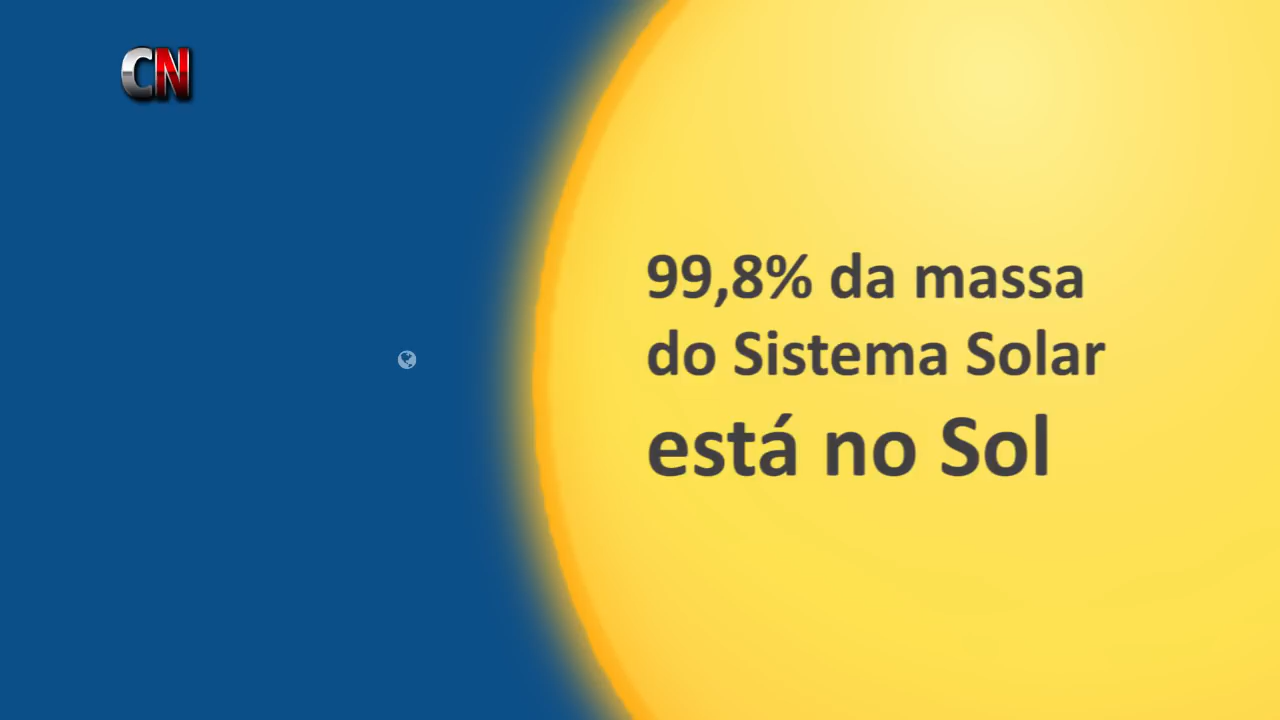 CN
99,8% da massa
do Sistema Solar
está no Sol